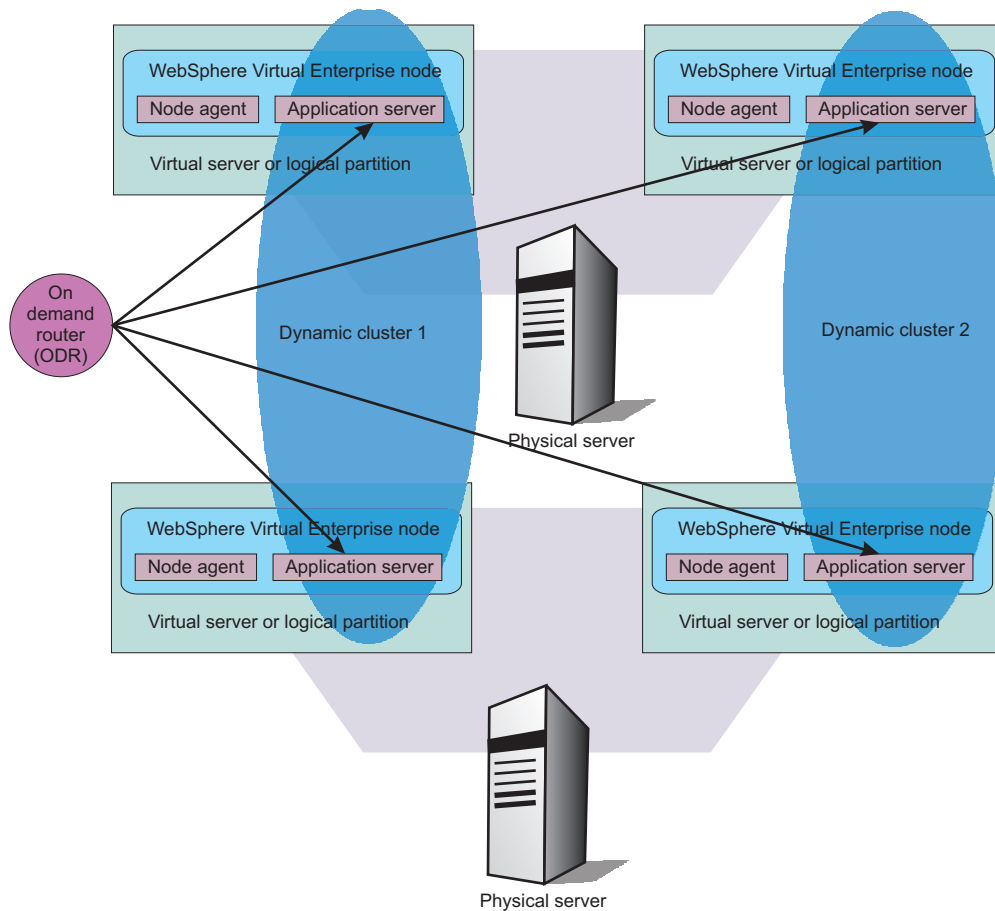 WebSphere Virtual Enterprise node
Node agent
Application server
Virtual server or logical partition
WebSphere Virtual Enterprise node
Node agent
Application server
Virtual server or logical partition
On
demand
router
(ODR)
Dynamic cluster 1
Dynamic cluster 2
Physical server
WebSphere Virtual Enterprise node
Node agent
Application server
Virtual server or logical partition
WebSphere Virtual Enterprise node
Node agent
Application server
Virtual server or logical partition
Physical server